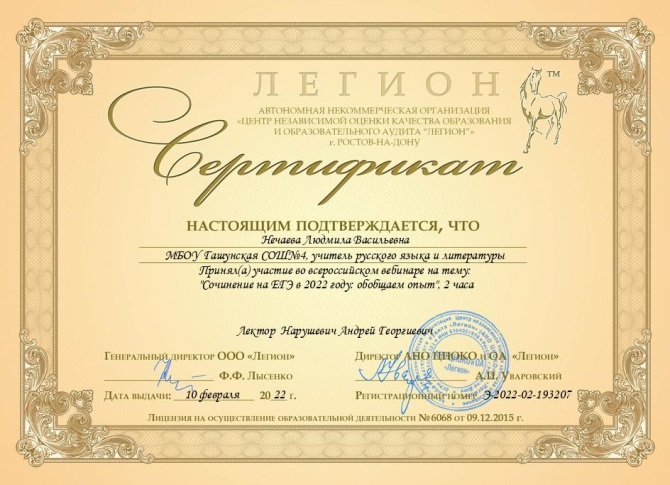 ЛЕГИОН™
АВТОНОМНАЯ НЕКОММЕРЧЕСКАЯ ОРГАНИЗАЦИЯ
«ЦЕНТР НЕЗАВИСИМОЙ ОЦЕНКИ КАЧЕСТВА ОБРАЗОВАНИЯ
И ОБРАЗОВАТЕЛЬНОГО АУДИТА "ЛЕГИОН"»
г. РОСТОВ-НА-ДОНУ
Сертификат
НАСТОЯЩИМ ПОДТВЕРЖДАЕТСЯ, ЧТО
Нечаева Людмила Васильевна
МБОУ Гашунская СОШ№4, учитель русского языка и литературы
Принял(а) участие во всероссийском вебинаре на тему:
"Сочинение на ЕГЭ в 2022 году: обобщаем опыт", 2 часа
Лектор Нарушевич Андрей Георгиевич
Генеральный директор ООО «Легион» Директор АНО ЦНОКО и ОА «Легион»
Ф.Ф. Лысенко А.П. Уваровский
Дата выдачи: 10 февраля 20 22 г. Регистрационный номер Э-2022-02-193207
Лицензия на осуществление образовательной деятельности № 6068 от 09.12.2015 г.